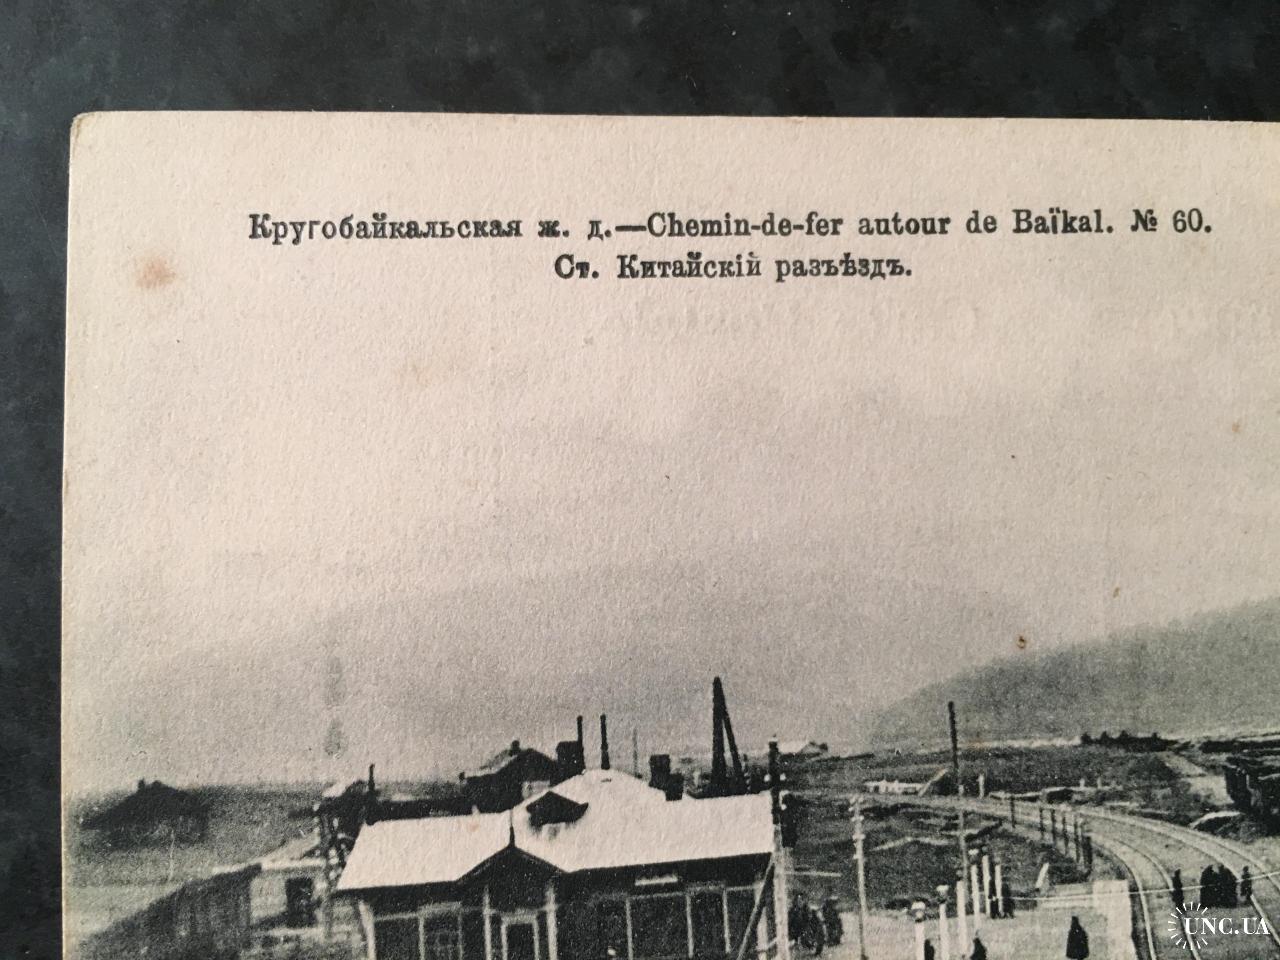 Кругобайкальская ж. д.—Chemin-de-fer autour de Baïkal. № 60.
Ст. Китайскій разъѣздъ.
UNC.UA